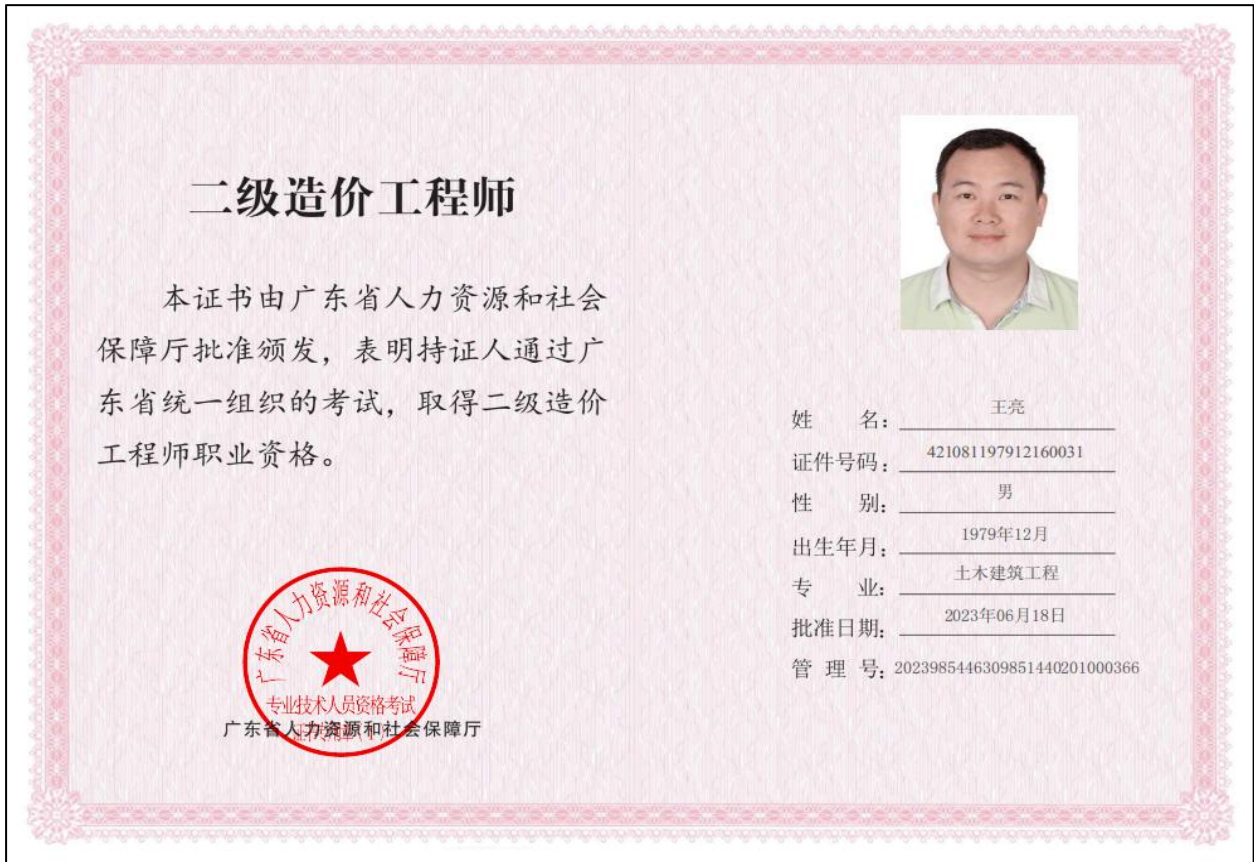 二级造价工程师
本证书由广东省人力资源和社会
保障厅批准颁发，表明持证人通过广
东省统一组织的考试，取得二级造价
工程师职业资格。
姓 名：王亮
证件号码：421081197912160031
性 别：男
出生年月：1979年12月
专 业：土木建筑工程
批准日期：2023年06月18日
管 理 号：20239854463098514402010003​66
广东省人力资源和社会保障厅
专业技术人员资格考试
广东省人力资源和社会保障厅